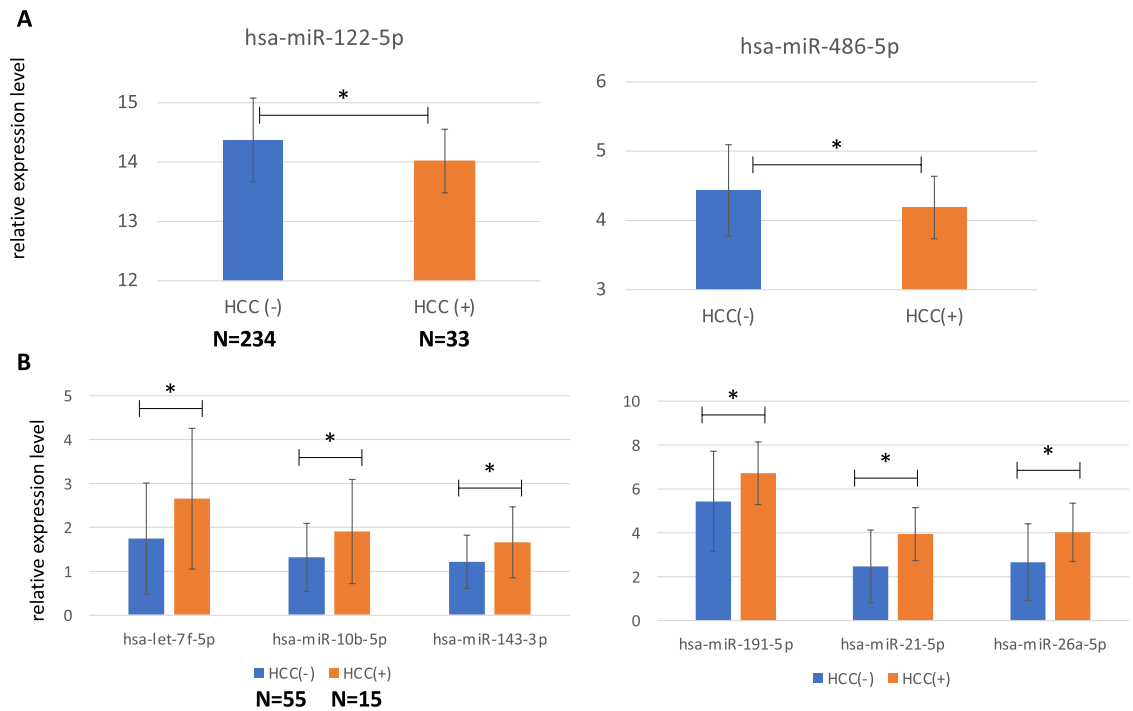 A
hsa-miR-122-5p
hsa-miR-486-5p
relative expression level
15
14
13
12
*
HCC (-)
HCC (+)
N=234
N=33
6
5
4
3
*
HCC(-)
HCC(+)
B
relative expression level
5
4
3
2
1
0
*
*
*
hsa-let-7f-5p
hsa-miR-10b-5p
hsa-miR-143-3p
HCC(-)
HCC(+)
N=55
N=15
10
8
6
4
2
0
*
*
*
hsa-miR-191-5p
hsa-miR-21-5p
hsa-miR-26a-5p
HCC(-)
HCC(+)